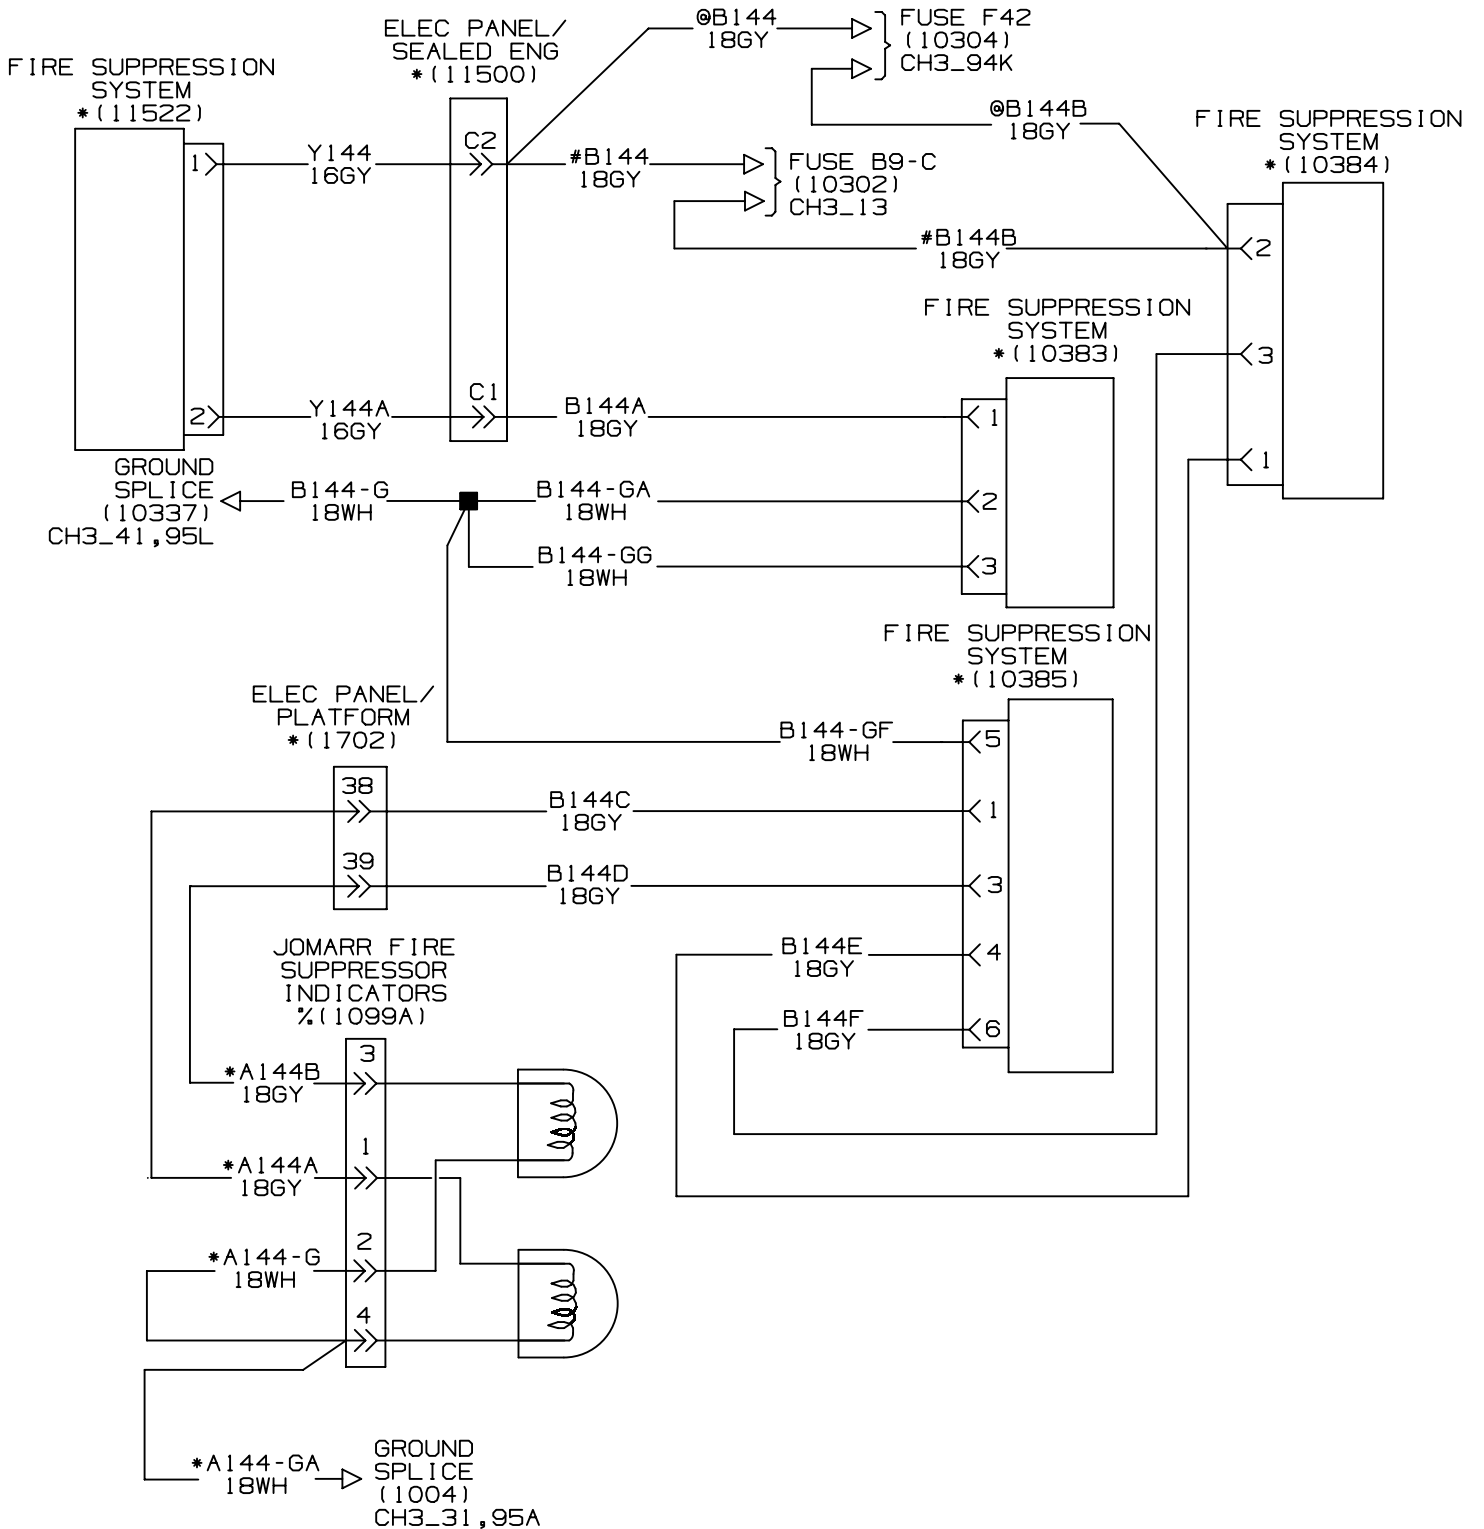 ELEC PANEL/
SEALED ENG
*(11500)
@B144
18GY
FUSE F42
(10304)
CH3_94K
FIRE SUPPRESSION
SYSTEM
*(11522)
@B144B
18GY
FIRE SUPPRESSION
SYSTEM
*(10384)
1
Y144
16GY
C2
#B144
18GY
FUSE B9-C
(10302)
CH3_13
#B144B
18GY
2
FIRE SUPPRESSION
SYSTEM
*(10383)
3
2
Y144A
16GY
C1
B144A
18GY
1
1
GROUND
SPLICE
(10337)
CH3_41,95L
B144-G
18WH
B144-GA
18WH
2
B144-GG
18WH
3
FIRE SUPPRESSION
SYSTEM
*(10385)
ELEC PANEL/
PLATFORM
*(1702)
B144-GF
18WH
5
38
B144C
18GY
1
39
B144D
18GY
3
JOMARR FIRE
SUPPRESSOR
INDICATORS
%(1099A)
B144E
18GY
4
B144F
18GY
6
3
*A144B
18GY
1
*A144A
18GY
2
*A144-G
18WH
4
*A144-GA
18WH
GROUND
SPLICE
(1004)
CH3_31,95A